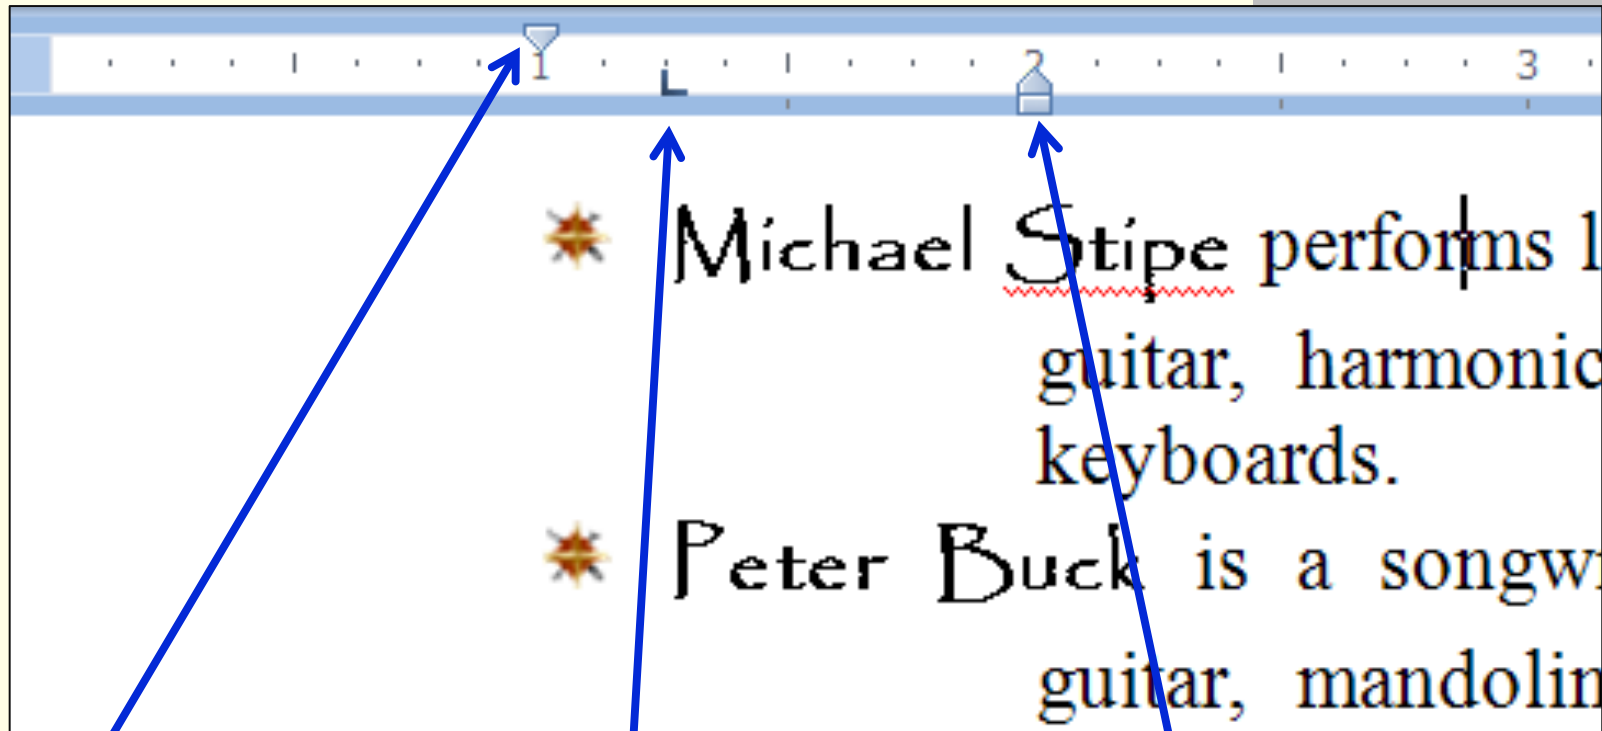 1 2 3
Michael Stipe performs
guitar, harmonic
keyboards.
Peter Buck is a songw
guitar, mandolin